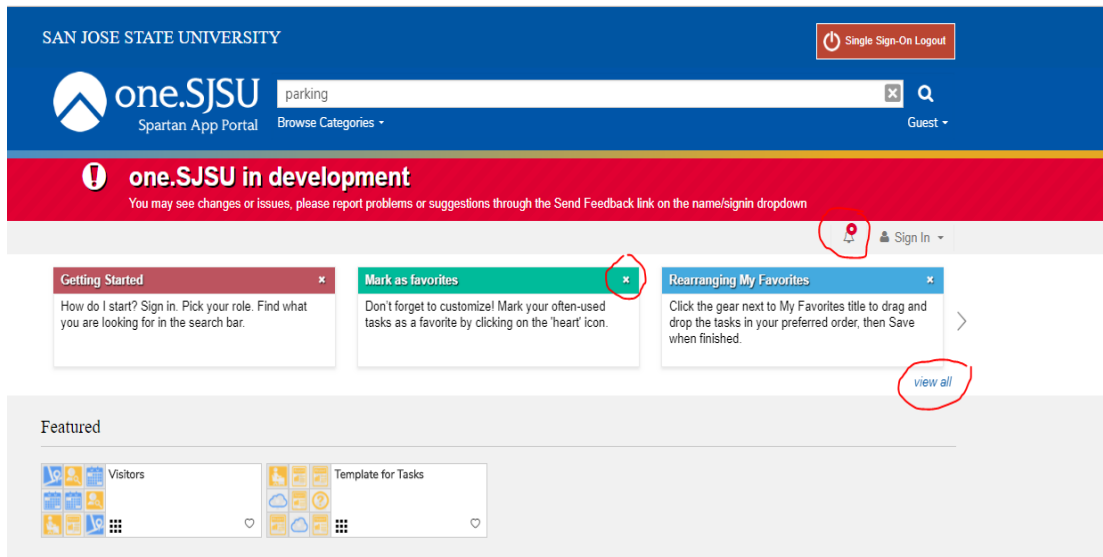 SAN JOSE STATE UNIVERSITY
Single Sign-On Logout
one.SJSU
Spartan App Portal
parking
Browse Categories
Guest
one.SJSU in development
You may see changes or issues, please report problems or suggestions through the Send Feedback link on the name/signin dropdown
Sign In
Getting Started
How do I start? Sign in. Pick your role. Find what
you are looking for in the search bar.
Mark as favorites
Don't forget to customize! Mark your often-used
tasks as a favorite by clicking on the 'heart' icon.
Rearranging My Favorites
Click the gear next to My Favorites title to drag and
drop the tasks in your preferred order, then Save
when finished.
view all
Featured
Visitors
Template for Tasks